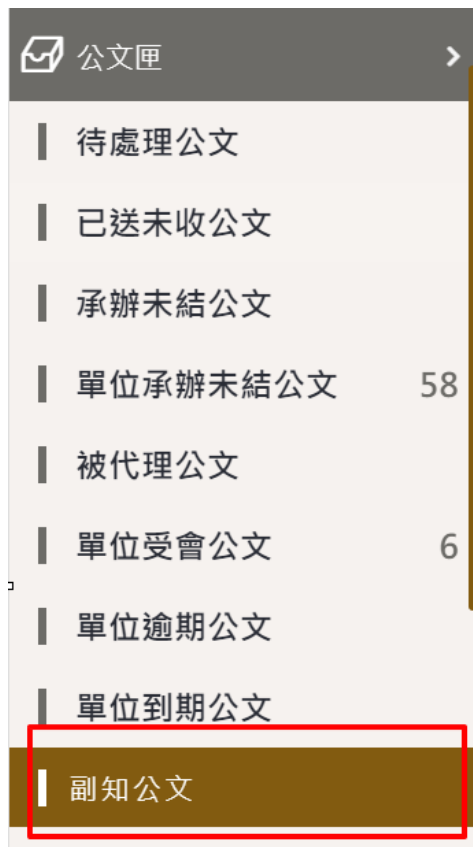 公文匣
待處理公文
已送未收公文
承辦未結公文
單位承辦未結公文 58
被代理公文
單位受會公文 6
單位逾期公文
單位到期公文
副知公文